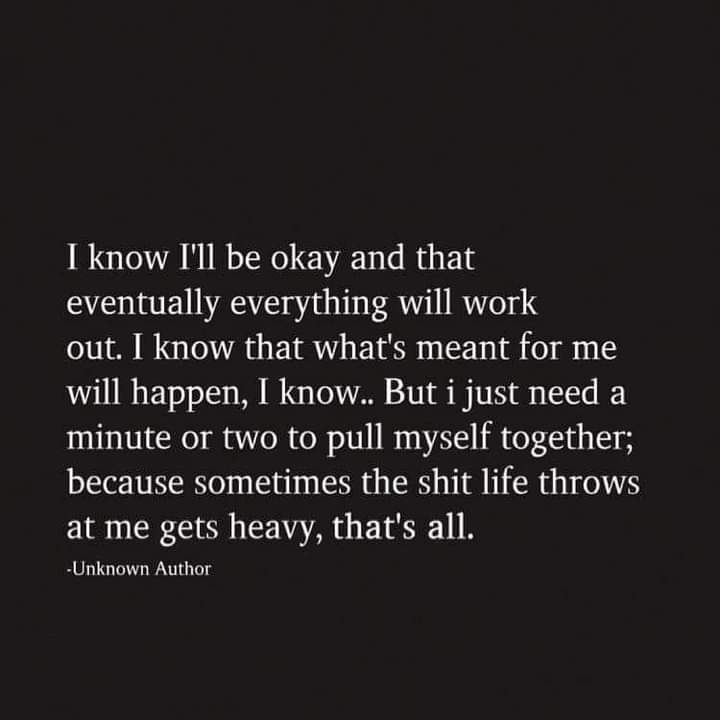 I know I'll be okay and that
eventually everything will work
out. I know that what's meant for me
will happen, I know.. But i just need a
minute or two to pull myself together;
because sometimes the shit life throws
at me gets heavy, that's all.
-Unknown Author